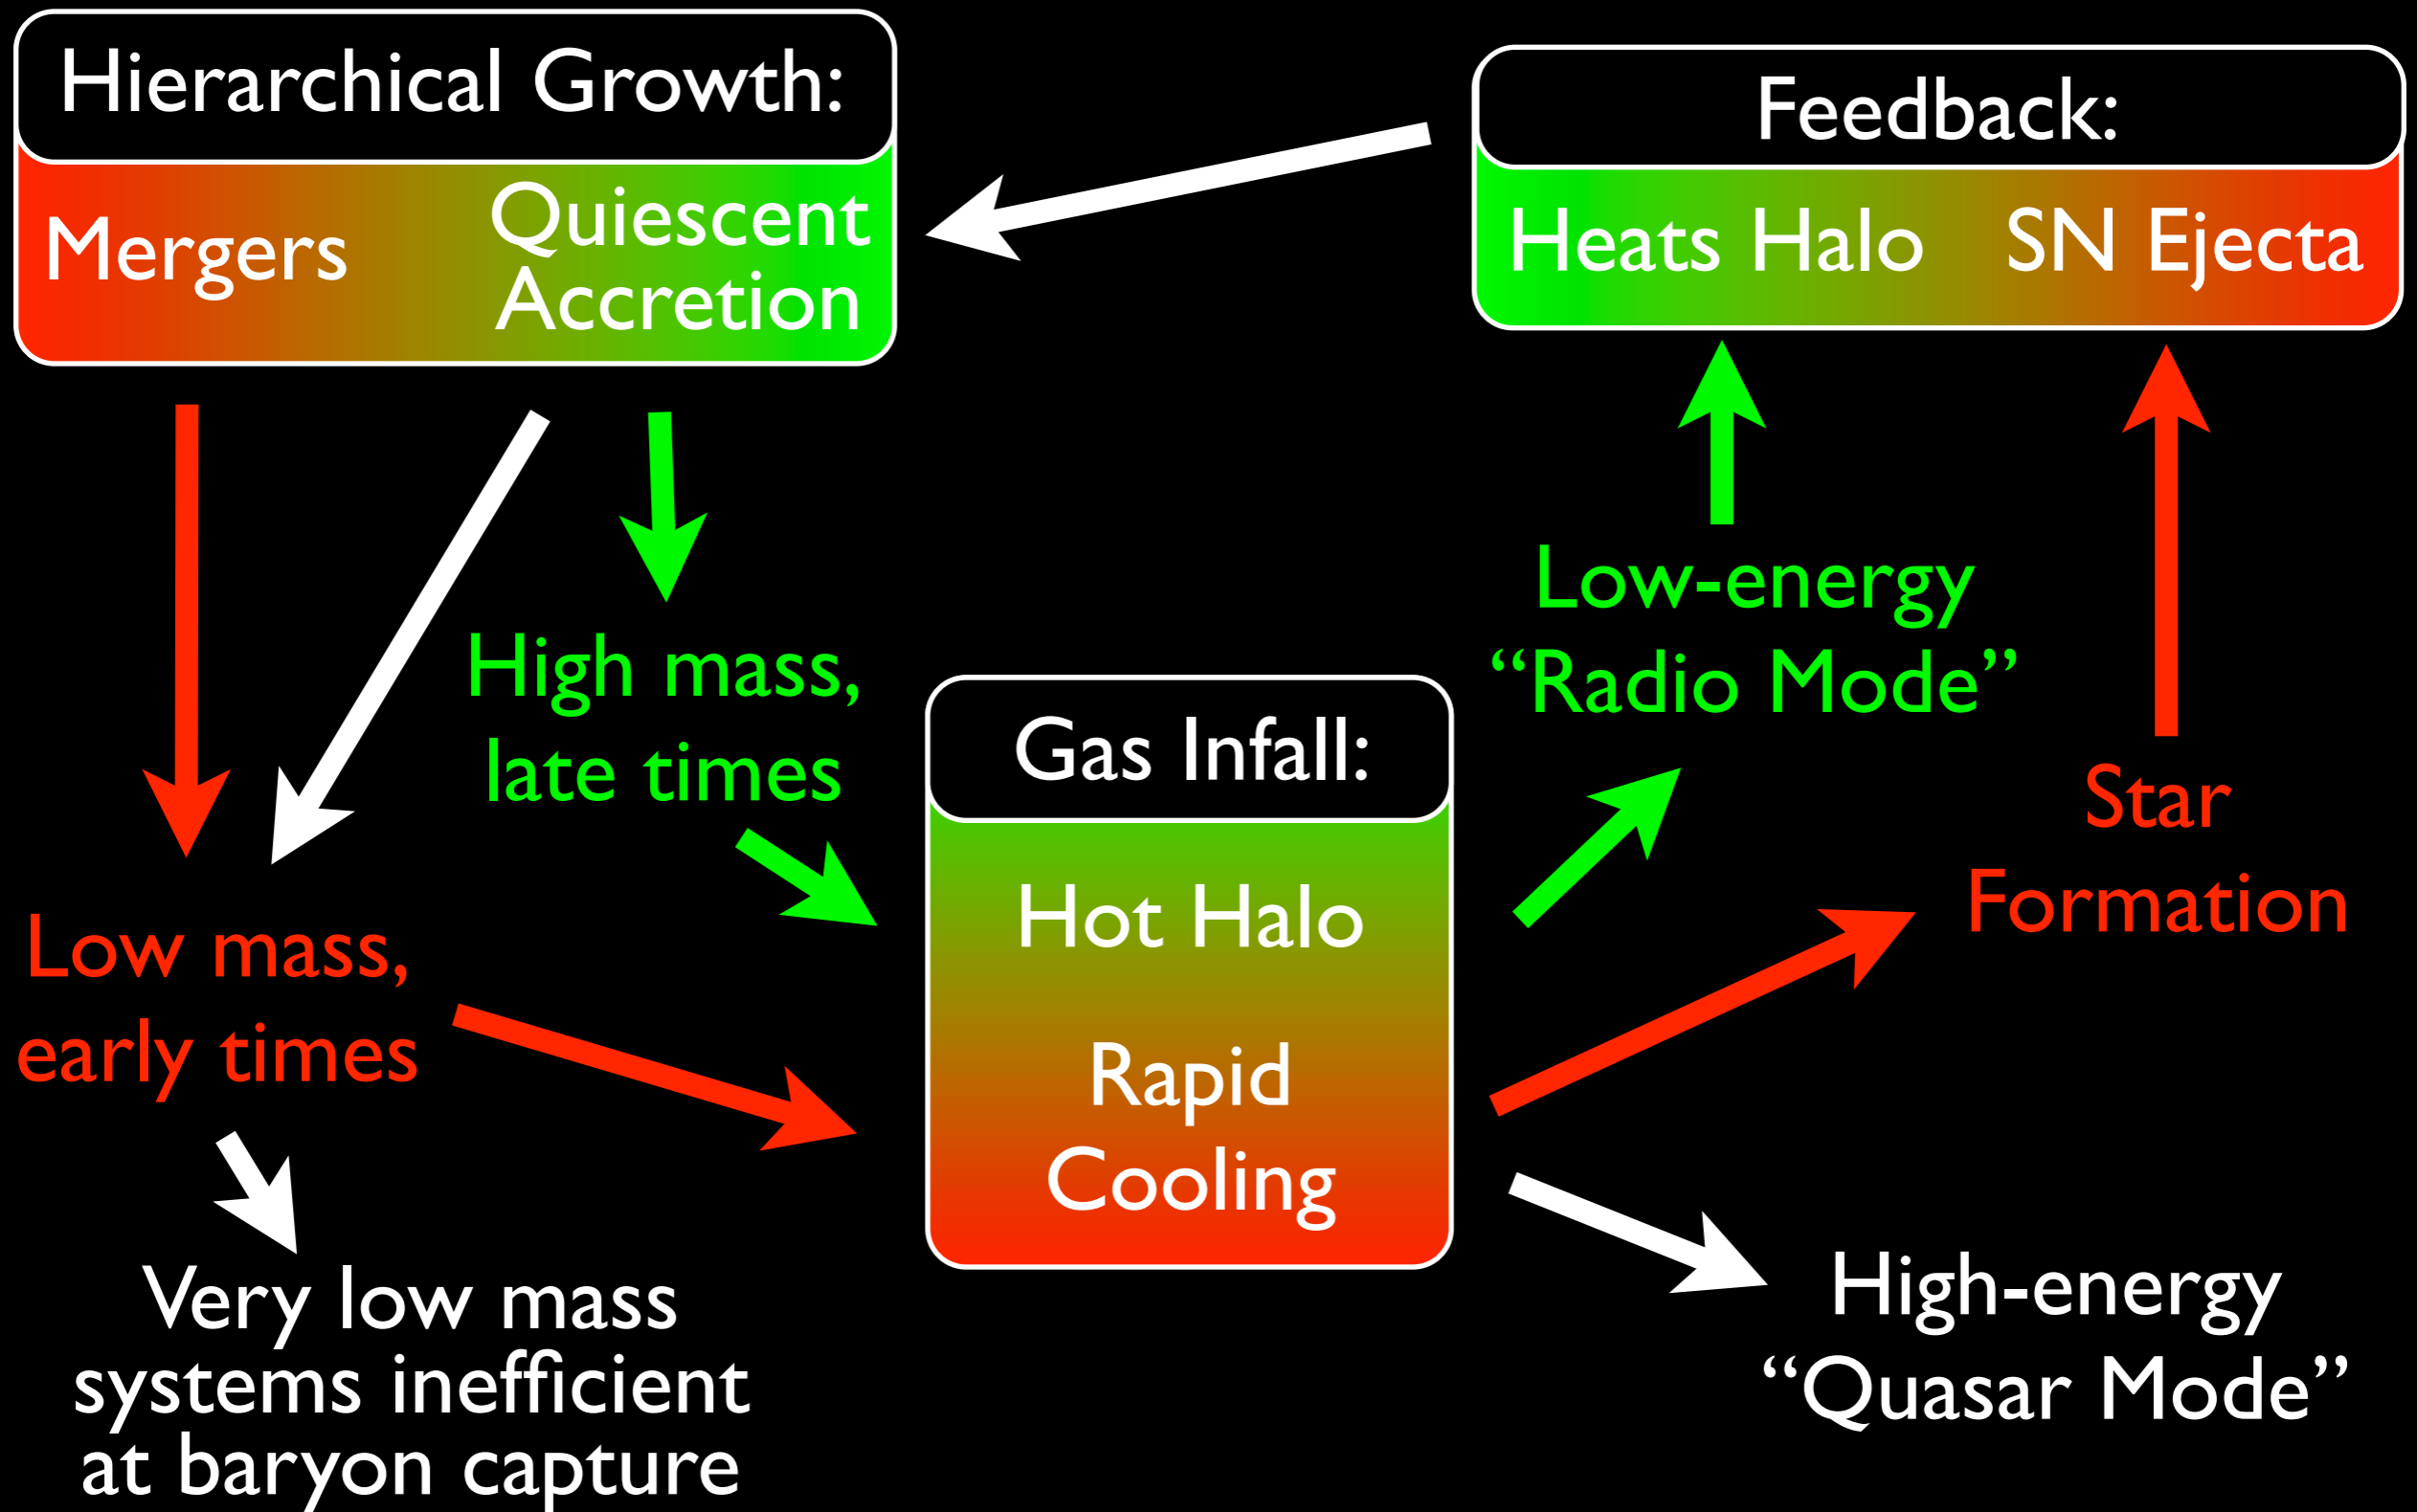 Hierarchical Growth:
Mergers
Quiescent
Accretion
Feedback:
Heats Halo
SN Ejecta
High mass,
late times
Low-energy
“Radio Mode”
Gas Infall:
Hot Halo
Rapid
Cooling
Star
Formation
Low mass,
early times
Very low mass
systems inefficient
at baryon capture
High-energy
“Quasar Mode”